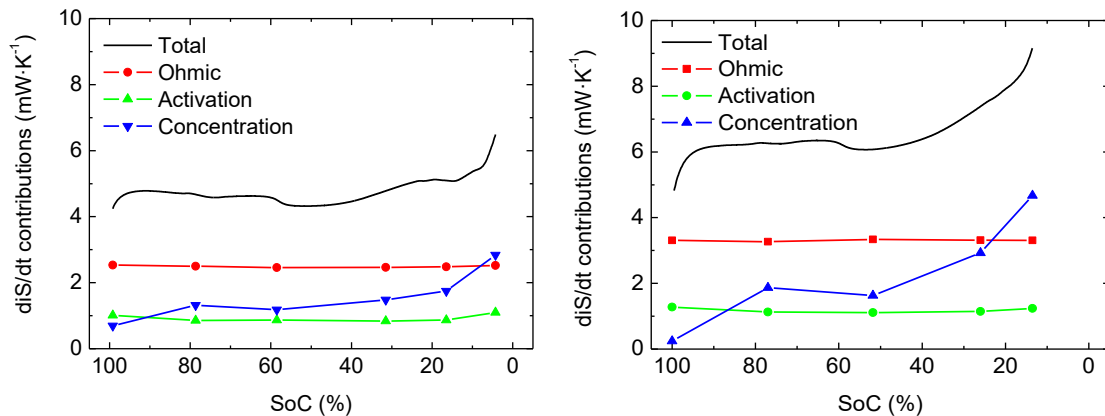 10
8
6
4
2
0
diS/dt contributions (mW·K⁻¹)
Total
Ohmic
Activation
Concentration
100 80 60 40 20 0
SoC (%)
10
8
6
4
2
0
diS/dt contributions (mW·K⁻¹)
Total
Ohmic
Activation
Concentration
100 80 60 40 20 0
SoC (%)